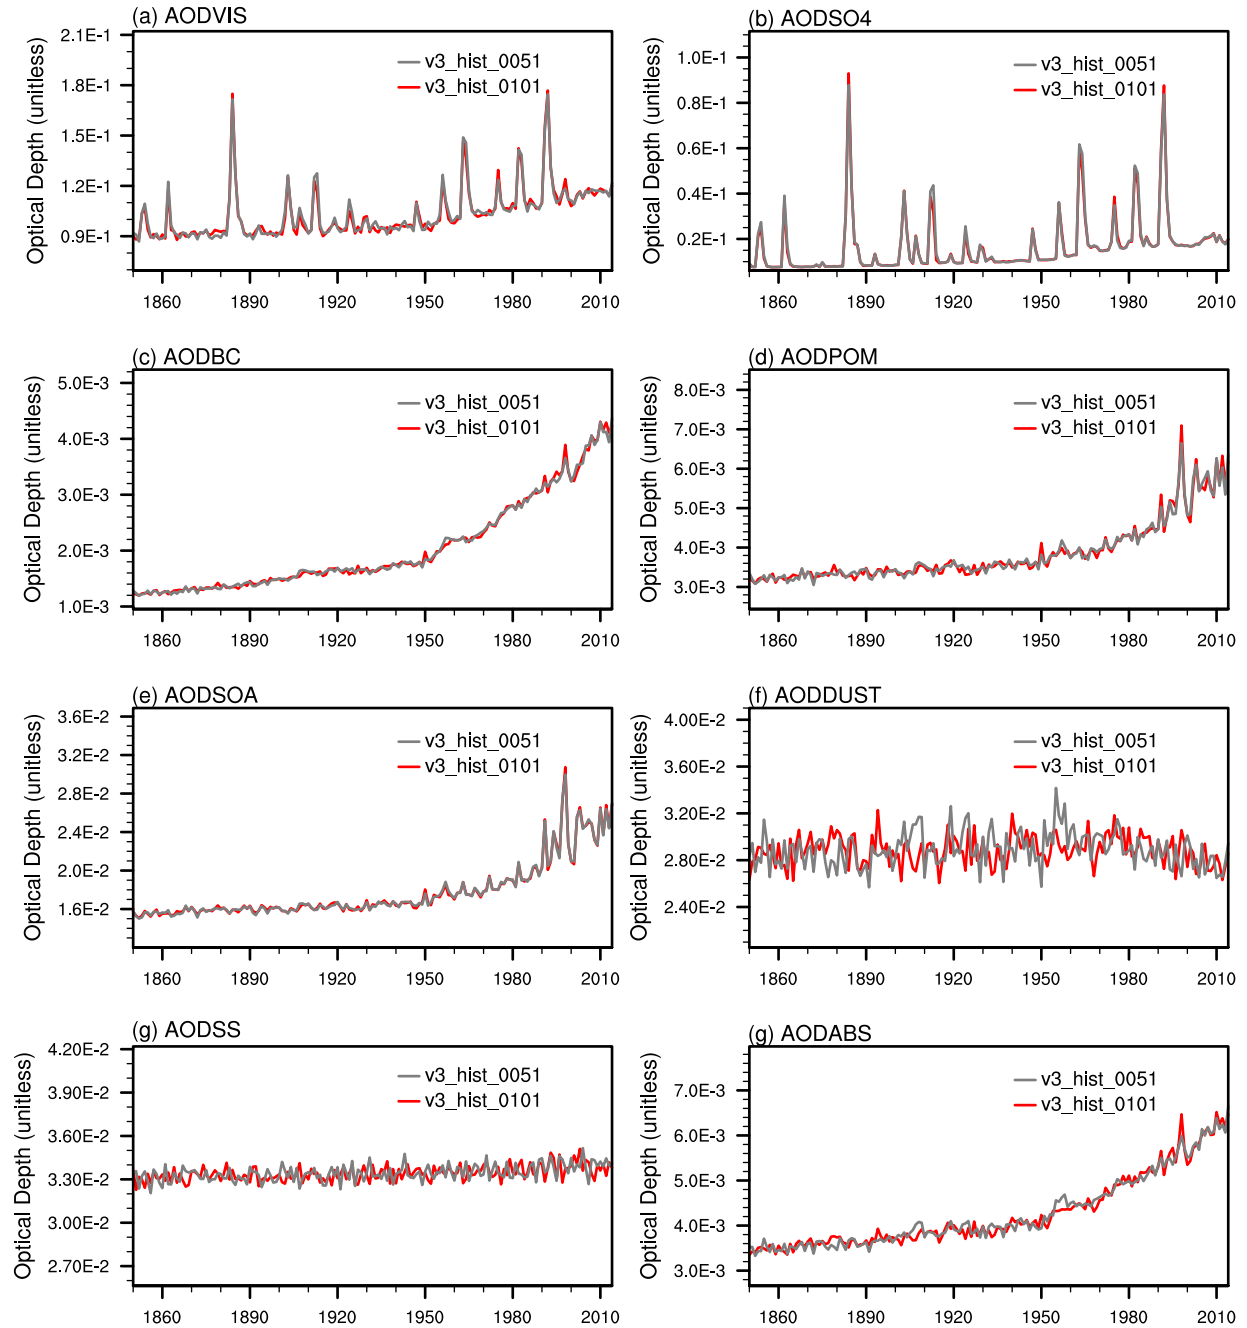 (a) AODVIS
Optical Depth (unitless)
2.1E-1
1.8E-1
1.5E-1
1.2E-1
0.9E-1
v3_hist_0051
v3_hist_0101
1860 1890 1920 1950 1980 2010
(b) AODSO4
Optical Depth (unitless)
1.0E-1
0.8E-1
0.6E-1
0.4E-1
0.2E-1
v3_hist_0051
v3_hist_0101
1860 1890 1920 1950 1980 2010
(c) AODBC
Optical Depth (unitless)
5.0E-3
4.0E-3
3.0E-3
2.0E-3
1.0E-3
v3_hist_0051
v3_hist_0101
1860 1890 1920 1950 1980 2010
(d) AODPOM
Optical Depth (unitless)
8.0E-3
7.0E-3
6.0E-3
5.0E-3
4.0E-3
3.0E-3
v3_hist_0051
v3_hist_0101
1860 1890 1920 1950 1980 2010
(e) AODSOA
Optical Depth (unitless)
3.6E-2
3.2E-2
2.8E-2
2.4E-2
2.0E-2
1.6E-2
v3_hist_0051
v3_hist_0101
1860 1890 1920 1950 1980 2010
(f) AODDUST
Optical Depth (unitless)
4.00E-2
3.60E-2
3.20E-2
2.80E-2
2.40E-2
v3_hist_0051
v3_hist_0101
1860 1890 1920 1950 1980 2010
(g) AODSS
Optical Depth (unitless)
4.20E-2
3.90E-2
3.60E-2
3.30E-2
3.00E-2
2.70E-2
v3_hist_0051
v3_hist_0101
1860 1890 1920 1950 1980 2010
(g) AODABS
Optical Depth (unitless)
7.0E-3
6.0E-3
5.0E-3
4.0E-3
3.0E-3
v3_hist_0051
v3_hist_0101
1860 1890 1920 1950 1980 2010